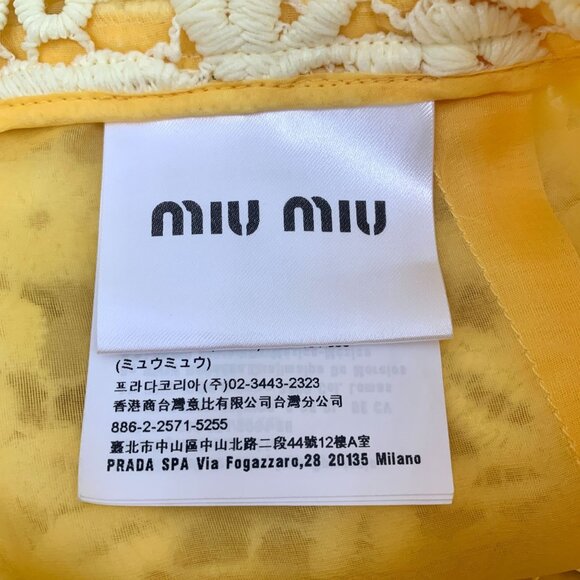 miu miu
(ミュウミュウ)
프라다코리아(주)02-3443-2323
香港商台灣意比有限公司台灣分公司
886-2-2571-5255
臺北市中山區中山北路二段44號12樓A室
PRADA SPA Via Fogazzaro,28 20135 Milano